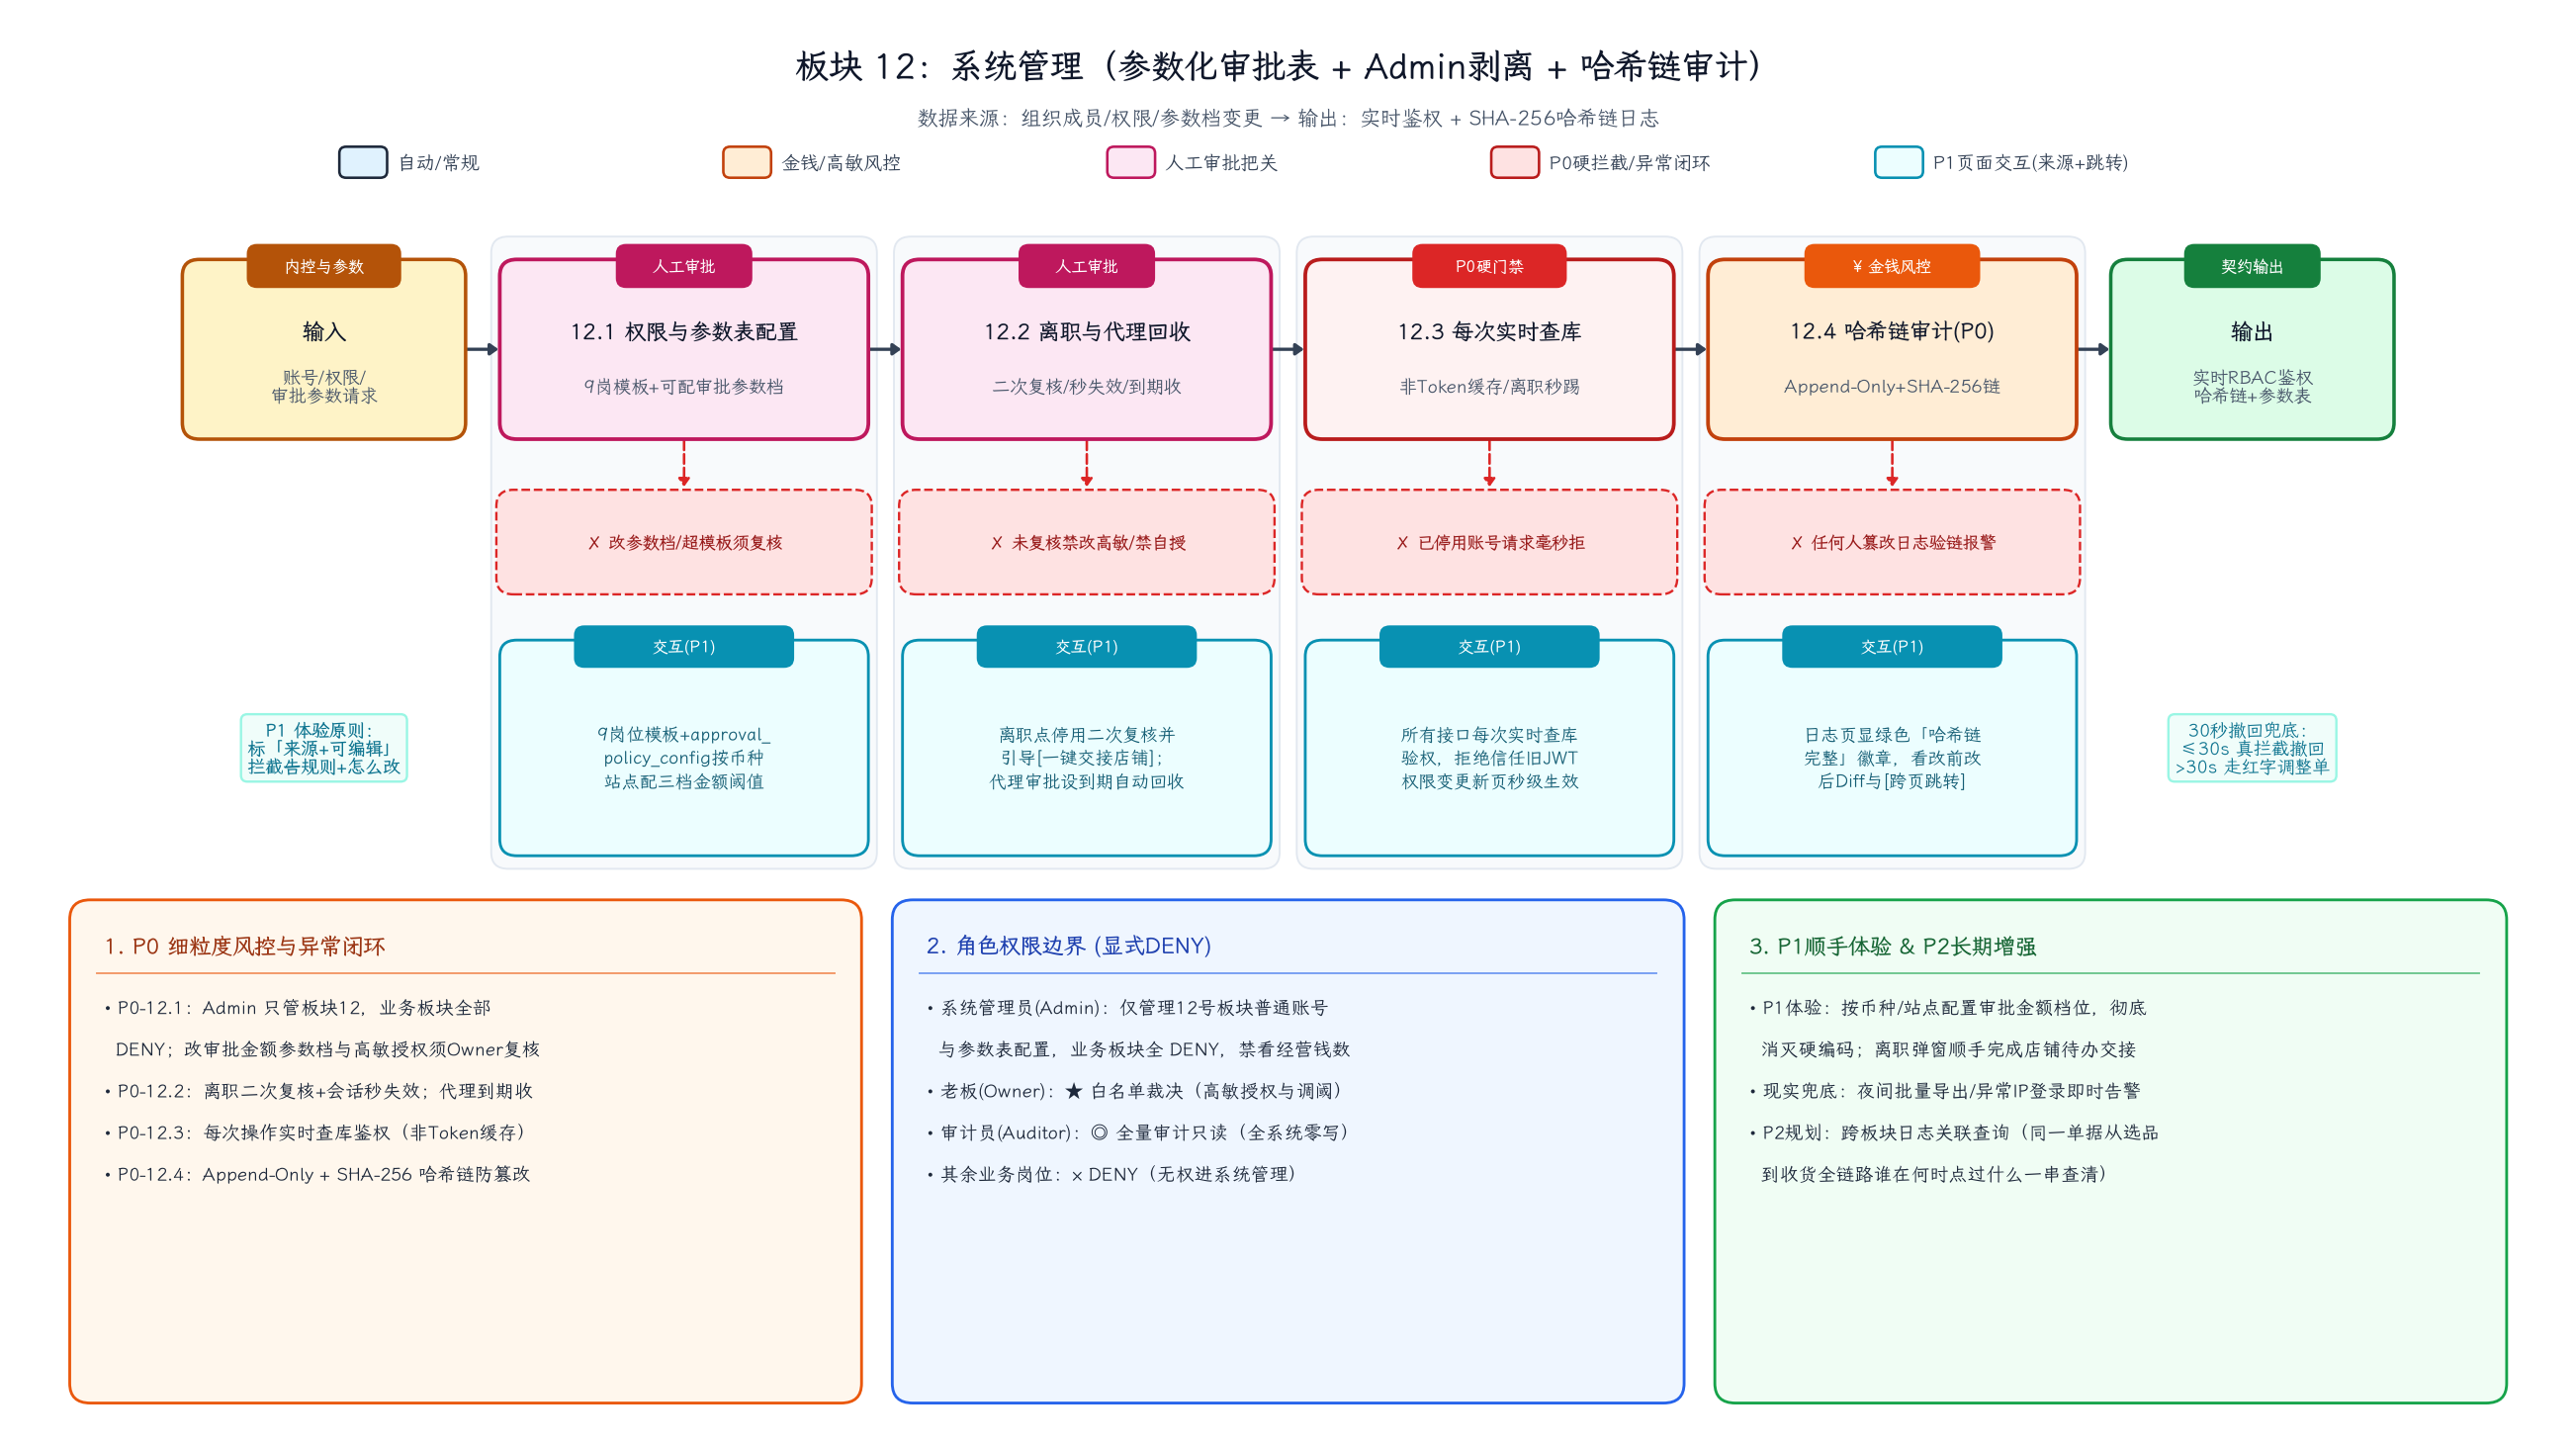 板块 12：系统管理（参数化审批表 + Admin剥离 + 哈希链审计）
数据来源：组织成员/权限/参数档变更 → 输出：实时鉴权 + SHA-256哈希链日志
自动/常规
金钱/高敏风控
人工审批把关
P0硬拦截/异常闭环
P1页面交互(来源+跳转)
内控与参数
输入
账号/权限/
审批参数请求
人工审批
12.1 权限与参数表配置
9岗模板+可配审批参数档
人工审批
12.2 离职与代理回收
二次复核/秒失效/到期收
P0硬门禁
12.3 每次实时查库
非Token缓存/离职秒踢
¥ 金钱风控
12.4 哈希链审计(P0)
Append-Only+SHA-256链
契约输出
输出
实时RBAC鉴权
哈希链+参数表
X 改参数档/超模板须复核
X 未复核禁改高敏/禁自授
X 已停用账号请求毫秒拒
X 任何人篡改日志验链报警
P1 体验原则：
标「来源+可编辑」
拦截告规则+怎么改
交互(P1)
9岗位模板+approval_
policy_config按币种
站点配三档金额阈值
交互(P1)
离职点停用二次复核并
引导[一键交接店铺]；
代理审批设到期自动回收
交互(P1)
所有接口每次实时查库
验权，拒绝信任旧JWT
权限变更新页秒级生效
交互(P1)
日志页显绿色「哈希链
完整」徽章，看改前改
后Diff与[跨页跳转]
30秒撤回兜底：
≤30s 真拦截撤回
>30s 走红字调整单
1. P0 细粒度风控与异常闭环
• P0-12.1：Admin 只管板块12，业务板块全部
DENY；改审批金额参数档与高敏授权须Owner复核
• P0-12.2：离职二次复核+会话秒失效；代理到期收
• P0-12.3：每次操作实时查库鉴权（非Token缓存）
• P0-12.4：Append-Only + SHA-256 哈希链防篡改
2. 角色权限边界 (显式DENY)
• 系统管理员(Admin)：仅管理12号板块普通账号
与参数表配置，业务板块全 DENY，禁看经营钱数
• 老板(Owner)：★ 白名单裁决（高敏授权与调阅）
• 审计员(Auditor)：◎ 全量审计只读（全系统零写）
• 其余业务岗位：× DENY（无权进系统管理）
3. P1顺手体验 & P2长期增强
• P1体验：按币种/站点配置审批金额档位，彻底
消灭硬编码；离职弹窗顺手完成店铺待办交接
• 现实兜底：夜间批量导出/异常IP登录即时告警
• P2规划：跨板块日志关联查询（同一单据从选品
到收货全链路谁在何时点过什么一串查清）